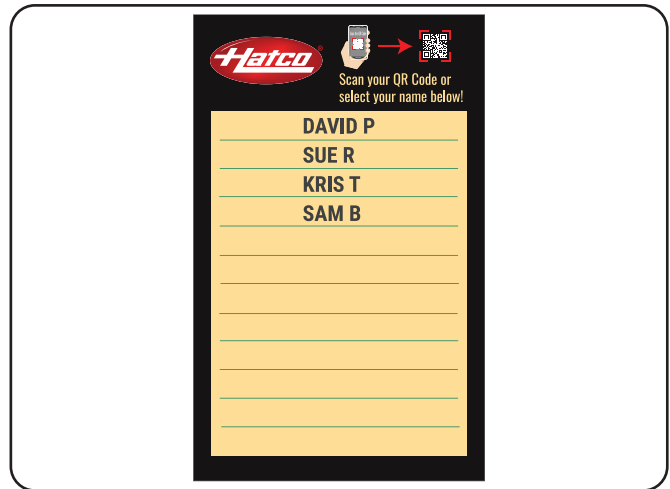 Hatco
Scan your QR Code or
select your name below!
DAVID P
SUE R
KRIS T
SAM B